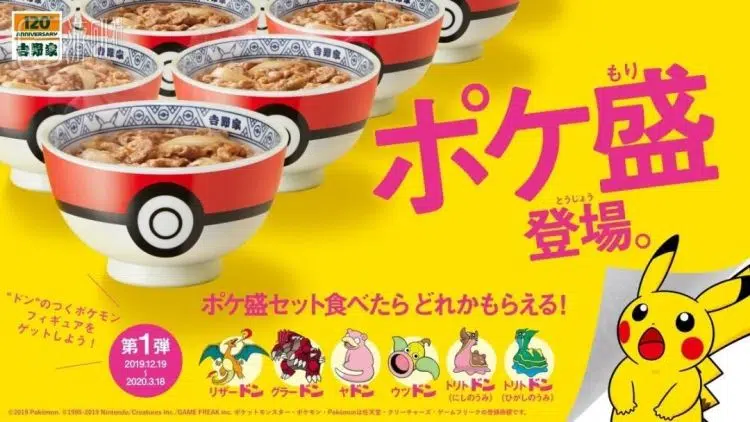 120
ANNIVERSARY
吉野家
吉野家
ポケ盛
もり
登場。
とうじょう
ポケ盛セット食べたら どれかもらえる！
"ドン"のつくポケモン
フィギュアを
ゲットしよう！
第1弾
2019.12.19
～
2020.3.18
リザードン
グラードン
ヤドン
ウツドン
トリトドン
(にしのうみ)
トリトドン
(ひがしのうみ)
©2019 Pokémon. ©1995-2019 Nintendo/Creatures Inc./GAME FREAK inc. ポケットモンスター・ポケモン・Pokémonは任天堂・クリーチャーズ・ゲームフリークの登録商標です。